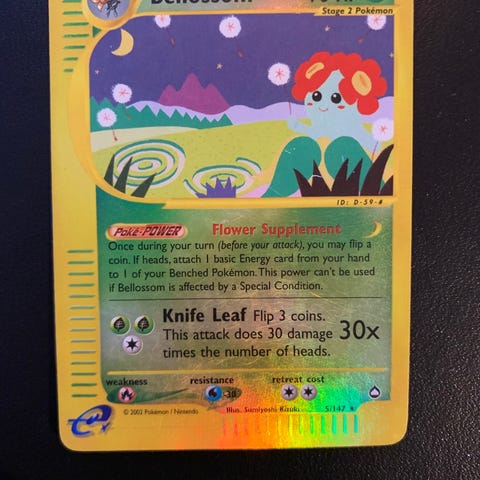 Bellossom
Stage 2 Pokémon
ID: D-59-#
Poké-POWER Flower Supplement
Once during your turn (before your attack), you may flip a
coin. If heads, attach 1 basic Energy card from your hand
to 1 of your Benched Pokémon. This power can't be used
if Bellossom is affected by a Special Condition.
Knife Leaf Flip 3 coins.
This attack does 30 damage 30x
times the number of heads.
weakness resistance retreat cost
-30
© 2002 Pokémon / Nintendo Illus. Sumiyoshi Kizuki 5/147 ★
e